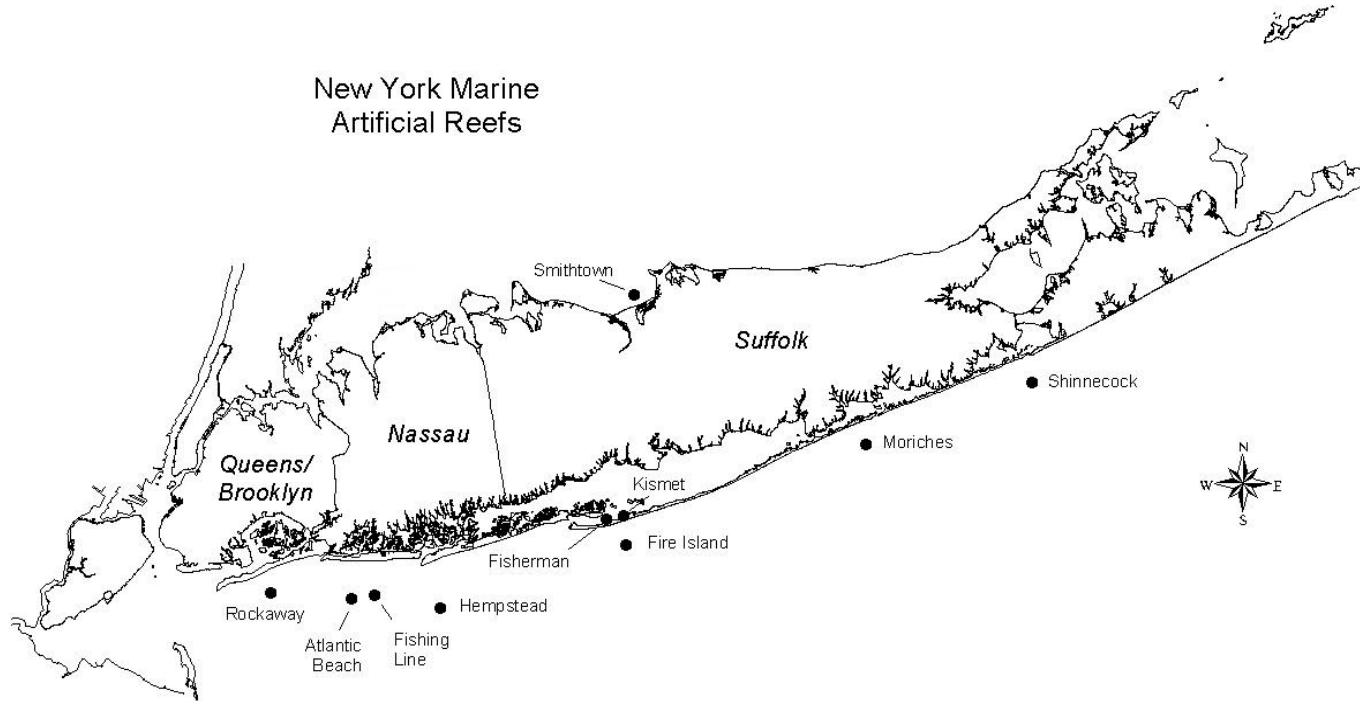 New York Marine
Artificial Reefs
Smithtown
Suffolk
Shinnecock
Nassau
Moriches
Queens/
Brooklyn
N
W
E
S
Kismet
Fisherman
Fire Island
Rockaway
Hempstead
Atlantic
Beach
Fishing
Line